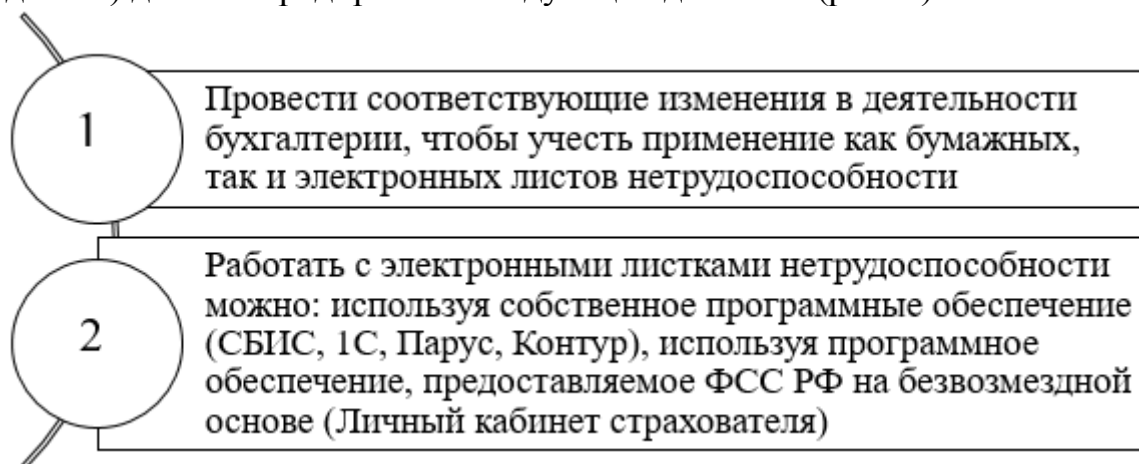 1
Провести соответствующие изменения в деятельности
бухгалтерии, чтобы учесть применение как бумажных,
так и электронных листов нетрудоспособности
2
Работать с электронными листками нетрудоспособности
можно: используя собственное программные обеспечение
(СБИС, 1С, Парус, Контур), используя программное
обеспечение, предоставляемое ФСС РФ на безвозмездной
основе (Личный кабинет страхователя)